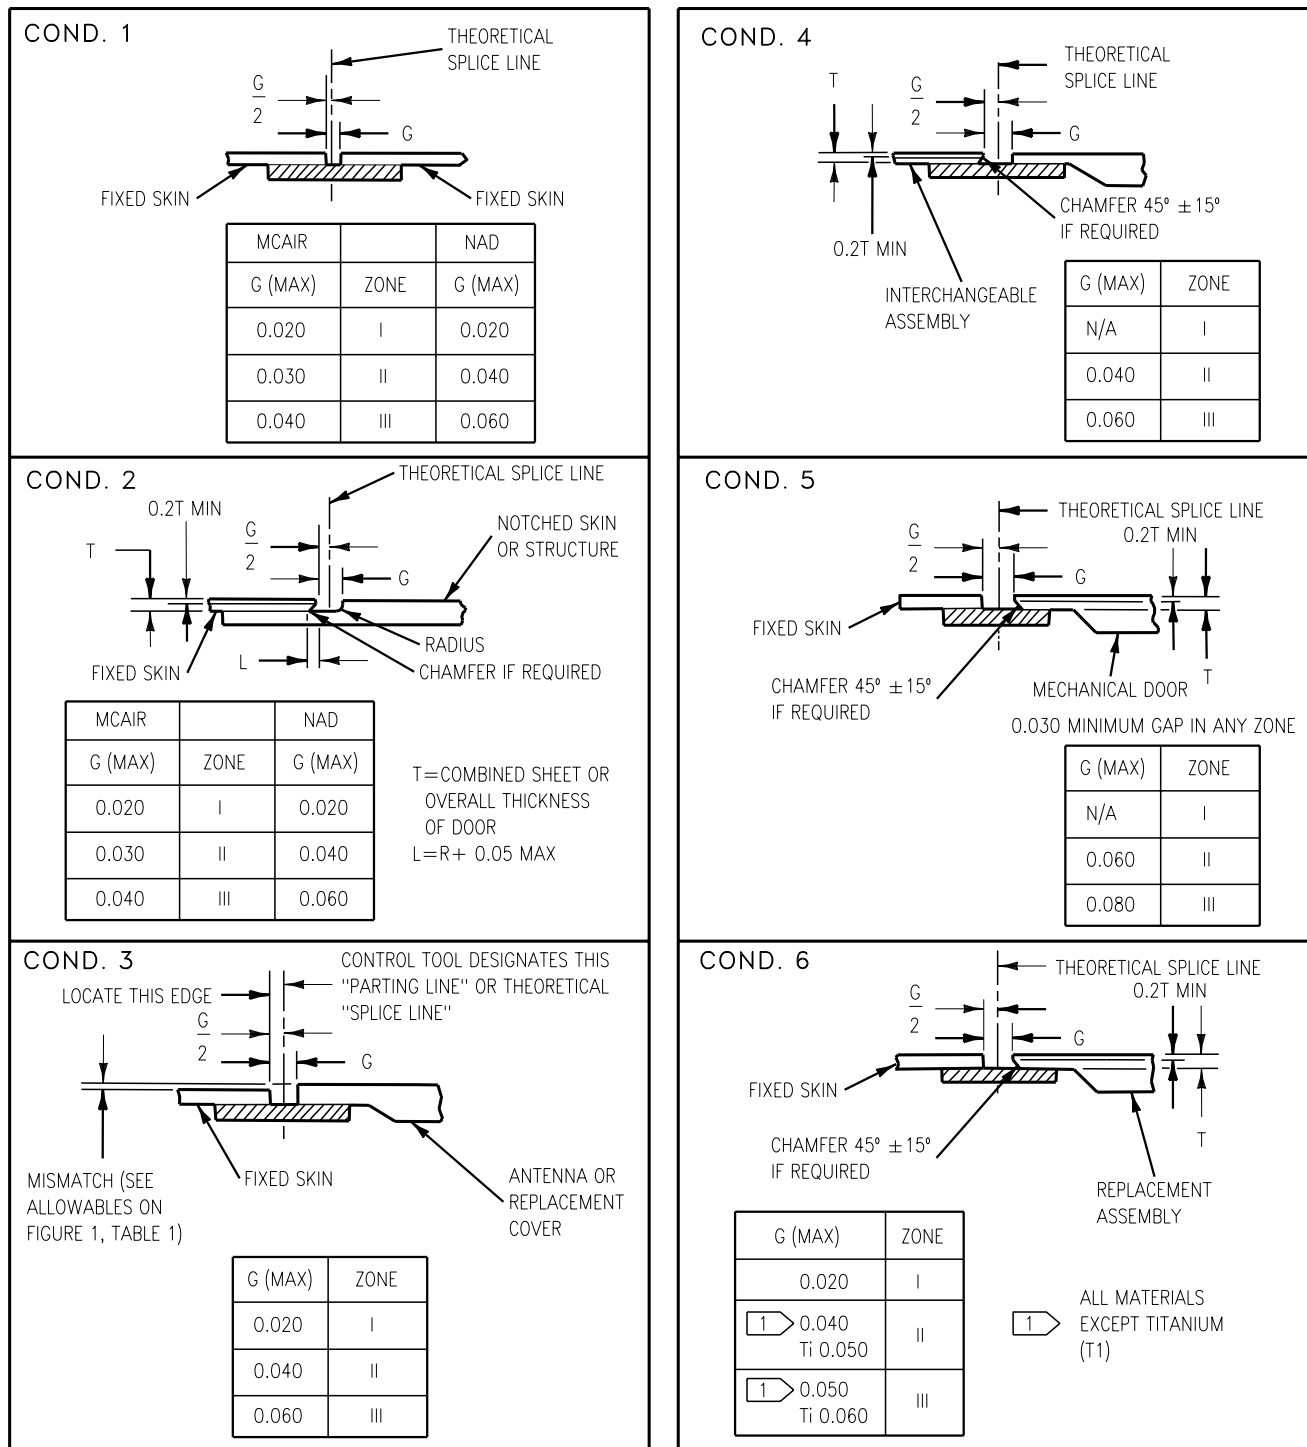 COND. 1
THEORETICAL
SPLICE LINE
G
2
G
FIXED SKIN
FIXED SKIN
MCAIR NAD
G (MAX) ZONE G (MAX)
0.020 I 0.020
0.030 II 0.040
0.040 III 0.060
COND. 2
THEORETICAL SPLICE LINE
0.2T MIN
NOTCHED SKIN
OR STRUCTURE
G
2
T
G
RADIUS
L
FIXED SKIN
CHAMFER IF REQUIRED
MCAIR NAD
G (MAX) ZONE G (MAX)
0.020 I 0.020
0.030 II 0.040
0.040 III 0.060
T=COMBINED SHEET OR
OVERALL THICKNESS
OF DOOR
L=R+ 0.05 MAX
COND. 3
CONTROL TOOL DESIGNATES THIS
"PARTING LINE" OR THEORETICAL
"SPLICE LINE"
LOCATE THIS EDGE
G
2
G
MISMATCH (SEE
ALLOWABLES ON
FIGURE 1, TABLE 1)
FIXED SKIN
ANTENNA OR
REPLACEMENT
COVER
G (MAX) ZONE
0.020 I
0.040 II
0.060 III
COND. 4
THEORETICAL
SPLICE LINE
T
G
2
G
CHAMFER 45° ±15°
IF REQUIRED
0.2T MIN
INTERCHANGEABLE
ASSEMBLY
G (MAX) ZONE
N/A I
0.040 II
0.060 III
COND. 5
THEORETICAL SPLICE LINE
0.2T MIN
G
2
G
FIXED SKIN
T
CHAMFER 45° ±15°
IF REQUIRED
MECHANICAL DOOR
0.030 MINIMUM GAP IN ANY ZONE
G (MAX) ZONE
N/A I
0.060 II
0.080 III
COND. 6
THEORETICAL SPLICE LINE
0.2T MIN
G
2
G
FIXED SKIN
T
CHAMFER 45° ±15°
IF REQUIRED
REPLACEMENT
ASSEMBLY
G (MAX) ZONE
0.020 I
1 0.040 II
Ti 0.050
1 0.050 III
Ti 0.060
1 ALL MATERIALS
EXCEPT TITANIUM
(T1)